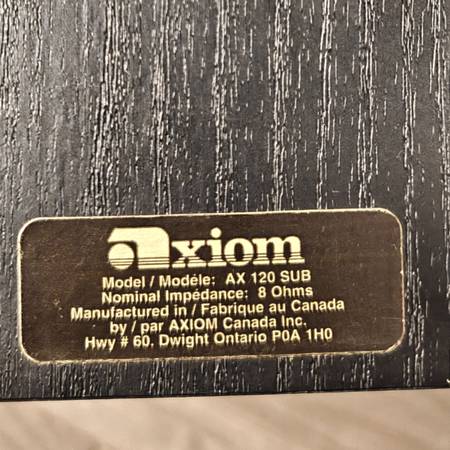 axiom
Model / Modéle: AX 120 SUB
Nominal Impédance: 8 Ohms
Manufactured in / Fabrique au Canada
by / par AXIOM Canada Inc.
Hwy # 60, Dwight Ontario P0A 1H0